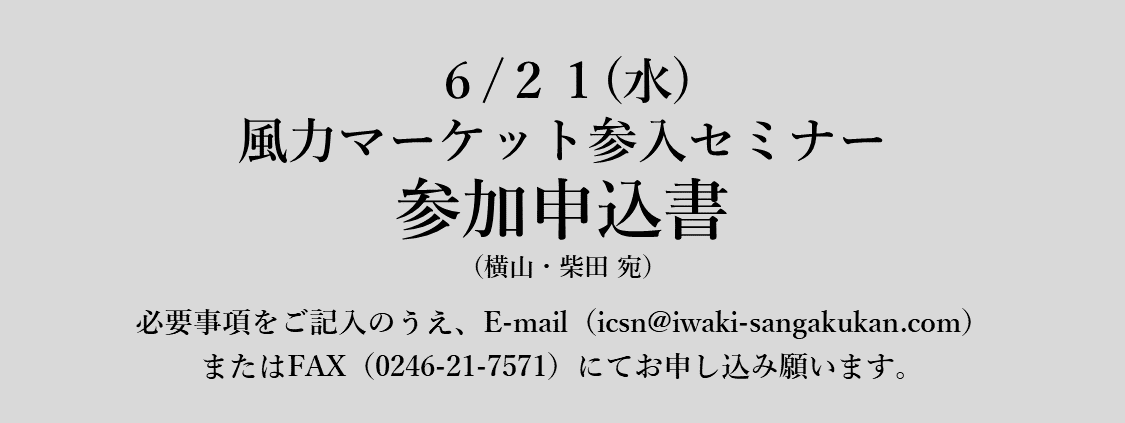 6/21(水)
風力マーケット参入セミナー
参加申込書
(横山・柴田 宛)
必要事項をご記入のうえ、E-mail（icsn@iwaki-sangakukan.com）
またはFAX（0246-21-7571）にてお申し込み願います。